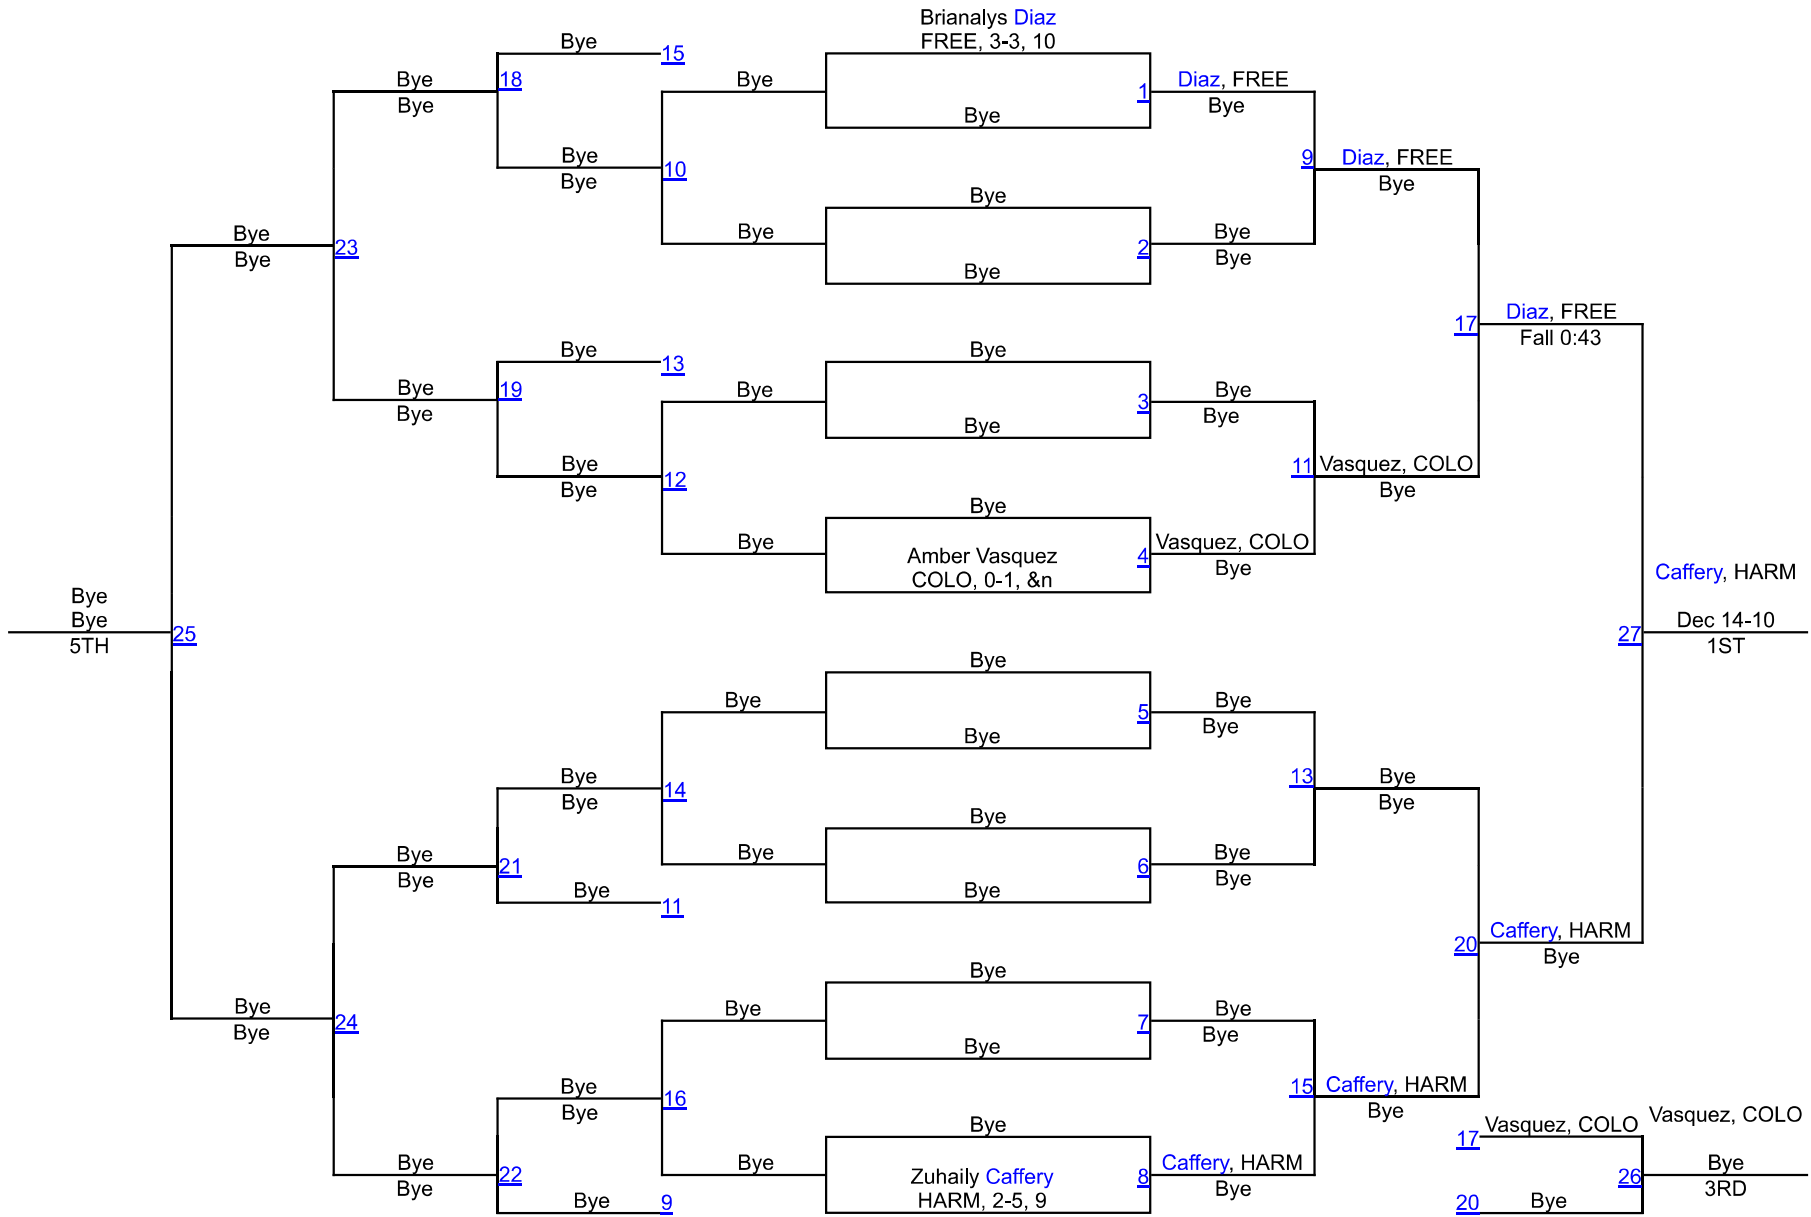 Brianalys Diaz
FREE, 3-3, 10
Bye
15
Bye
18
Bye
Bye
1
Diaz, FREE
Bye
Bye
Bye
10
Bye
9
Diaz, FREE
Bye
Bye
Bye
23
Bye
Bye
2
Bye
Bye
Bye
Diaz, FREE
17
Fall 0:43
Bye
13
Bye
Bye
19
Bye
Bye
3
Bye
Bye
Bye
Bye
12
Bye
11
Vasquez, COLO
Bye
Bye
Bye
Amber Vasquez
COLO, 0-1, &n
4
Vasquez, COLO
Bye
Caffery, HARM
Bye
Bye
25
5TH
27
Dec 14-10
1ST
Bye
Bye
5
Bye
Bye
Bye
Bye
14
Bye
13
Bye
Bye
Bye
Bye
21
Bye
Bye
6
Bye
Bye
Bye
Bye
11
20
Caffery, HARM
Bye
Bye
Bye
24
Bye
Bye
7
Bye
Bye
Bye
Bye
16
Bye
15
Caffery, HARM
Bye
Vasquez, COLO
17
Vasquez, COLO
Bye
Bye
Bye
22
Bye
Zuhaily Caffery
HARM, 2-5, 9
8
Caffery, HARM
Bye
26
Bye
3RD
Bye
9
20
Bye